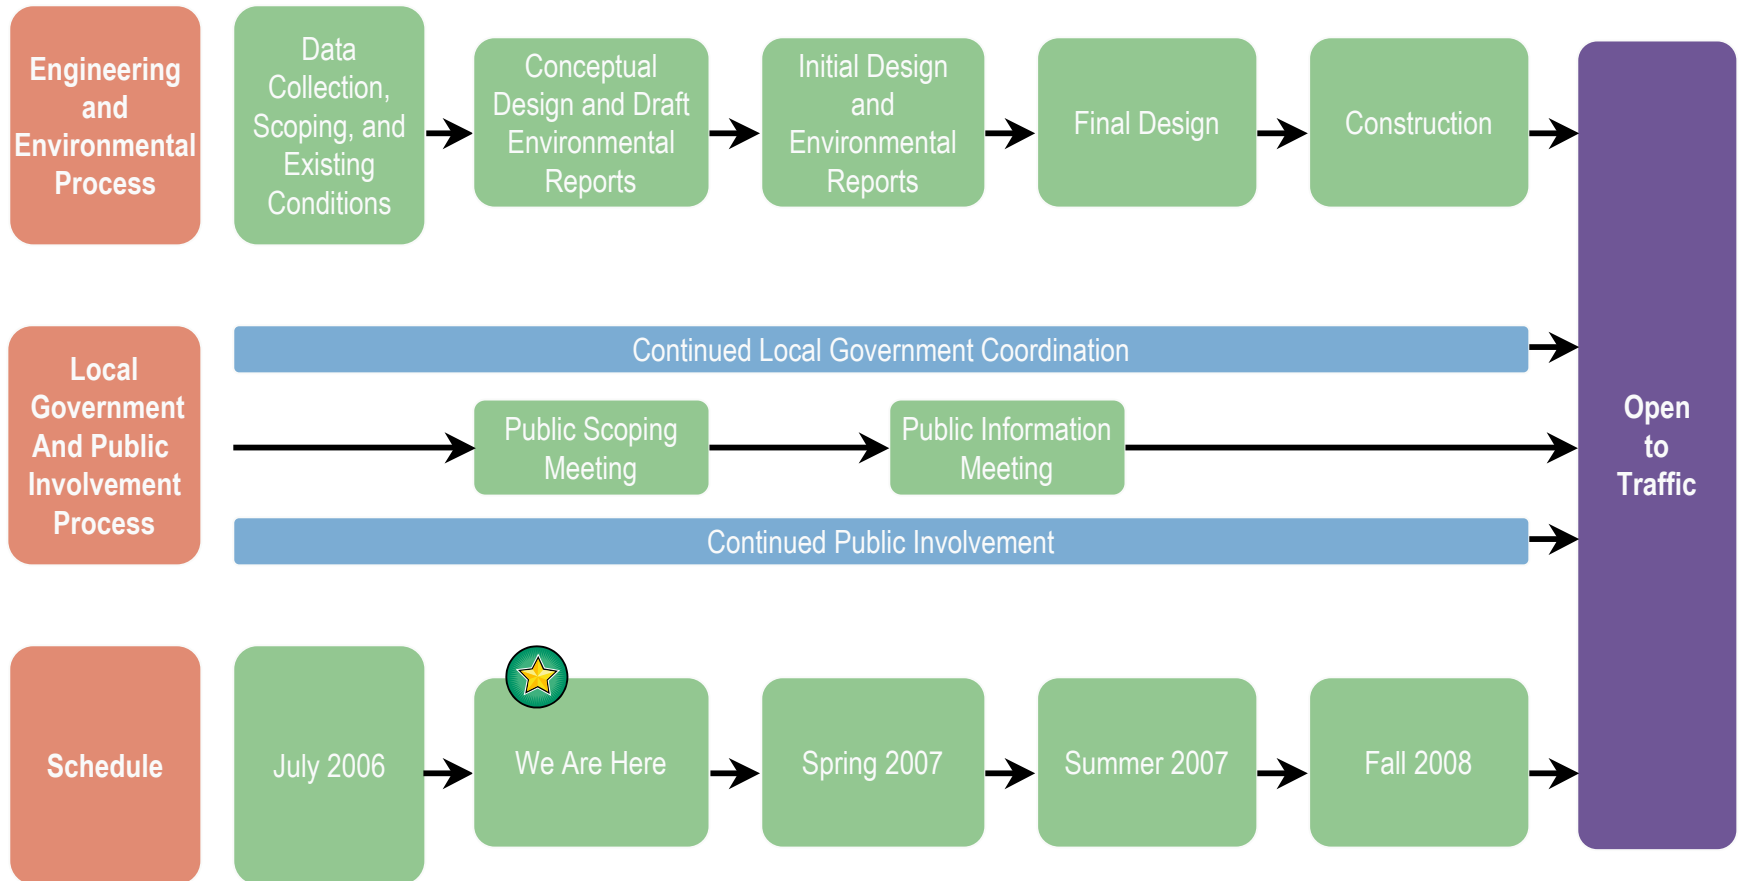 Engineering
and
Environmental
Process
Data
Collection,
Scoping, and
Existing
Conditions
Conceptual
Design and Draft
Environmental
Reports
Initial Design
and
Environmental
Reports
Final Design
Construction
Local
Government
And Public
Involvement
Process
Continued Local Government Coordination
Public Scoping
Meeting
Public Information
Meeting
Continued Public Involvement
Open
to
Traffic
Schedule
July 2006
We Are Here
Spring 2007
Summer 2007
Fall 2008